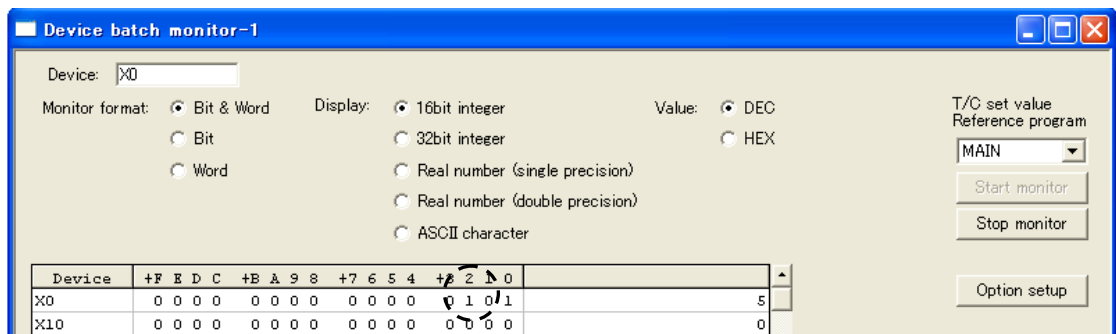 Device batch monitor-1
Device: X0
Monitor format: Bit & Word Display: 16bit integer Value: DEC T/C set value
Reference program
Bit 32bit integer HEX
MAIN
Word Real number (single precision)
Start monitor
Real number (double precision)
Stop monitor
ASCII character
Device +F E D C +B A 9 8 +7 6 5 4 +3 2 1 0
Option setup
X0 0 0 0 0 0 0 0 0 0 0 0 0 0 1 0 1 5
X10 0 0 0 0 0 0 0 0 0 0 0 0 0 0 0 0 0